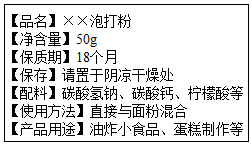 【品名】××泡打粉
【净含量】50g
【保质期】18个月
【保存】请置于阴凉干燥处
【配料】碳酸氢钠、碳酸钙、柠檬酸等
【使用方法】直接与面粉混合
【产品用途】油炸小食品、蛋糕制作等